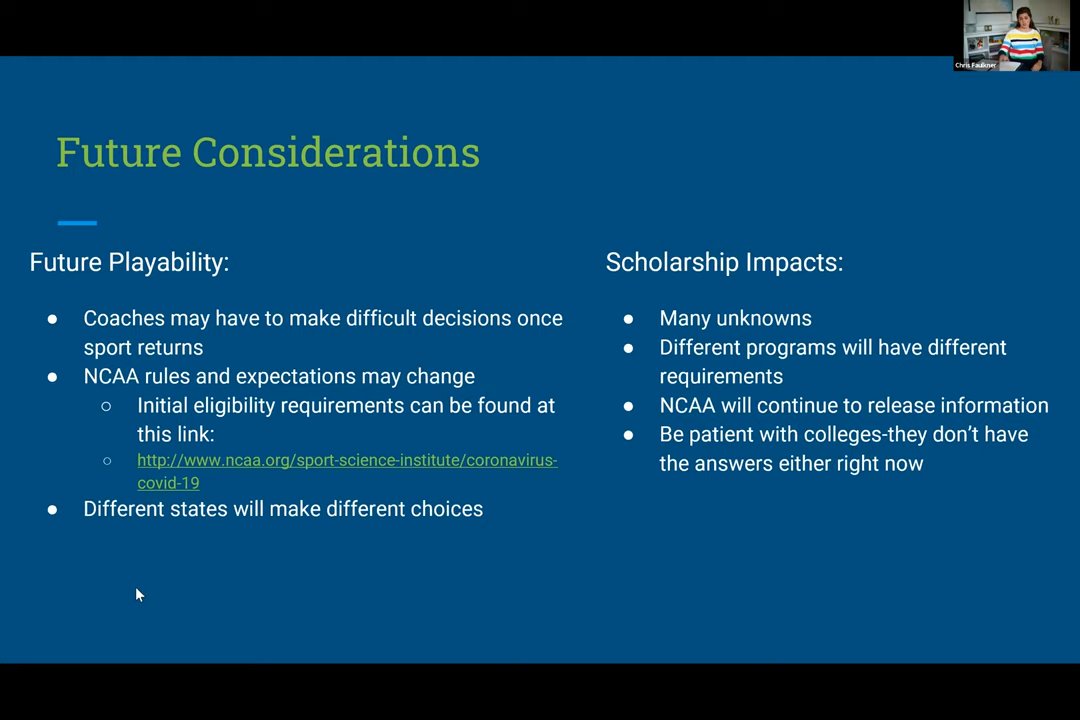 Chris Faulkner
Future Considerations
Future Playability:
● Coaches may have to make difficult decisions once
sport returns
● NCAA rules and expectations may change
○ Initial eligibility requirements can be found at
this link:
○ http://www.ncaa.org/sport-science-institute/coronavirus-
covid-19
● Different states will make different choices
Scholarship Impacts:
● Many unknowns
● Different programs will have different
requirements
● NCAA will continue to release information
● Be patient with colleges-they don’t have
the answers either right now